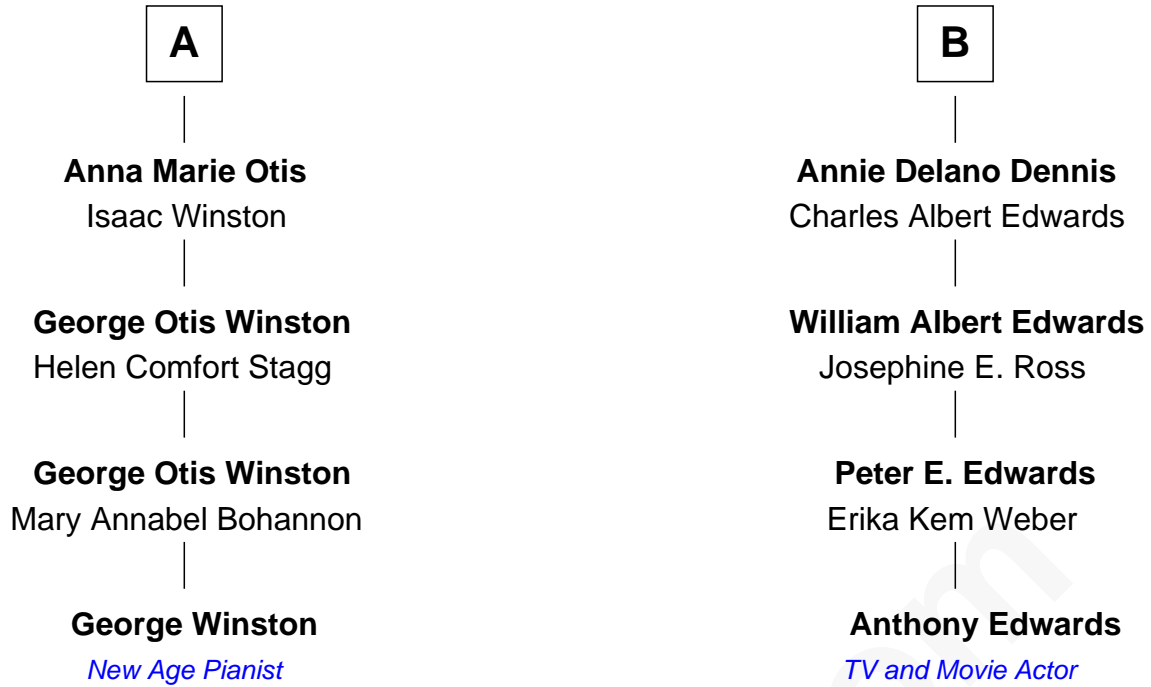 A
Anna Marie Otis
Isaac Winston
George Otis Winston
Helen Comfort Stagg
George Otis Winston
Mary Annabel Bohannon
George Winston
New Age Pianist
B
Annie Delano Dennis
Charles Albert Edwards
William Albert Edwards
Josephine E. Ross
Peter E. Edwards
Erika Kem Weber
Anthony Edwards
TV and Movie Actor